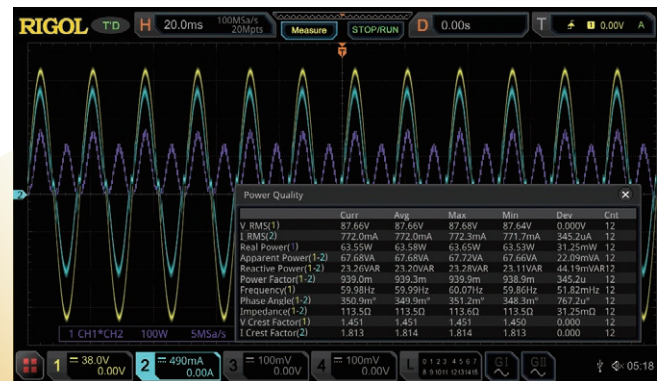 RIGOL T'D H 20.0ms 100MSa/s 20Mpts Measure STOP/RUN D 0.00s T 1 0.00V A
T
2
Power Quality
Curr Avg Max Min Dev Cnt
V_RMS(1) 87.66V 87.66V 87.68V 87.64V 0.000V 12
I_RMS(2) 772.0mA 772.0mA 772.3mA 771.7mA 345.2uA 12
Real Power(1) 63.55W 63.58W 63.65W 63.53W 31.25mW 12
Apparent Power(1-2) 67.68VA 67.68VA 67.72VA 67.66VA 22.09mVA 12
Reactive Power(1-2) 23.26VAR 23.20VAR 23.28VAR 23.11VAR 44.19mVAR12
Power Factor(1-2) 939.0m 939.3m 939.9m 938.9m 345.2u 12
Frequency(1) 59.98Hz 59.99Hz 60.07Hz 59.86Hz 51.82mHz 12
Phase Angle(1-2) 350.9m° 349.9m° 351.2m° 348.3m° 767.2u° 12
Impedance(1-2) 113.5Ω 113.5Ω 113.6Ω 113.5Ω 31.25mΩ 12
V Crest Factor(1) 1.451 1.451 1.451 1.450 0.000 12
I Crest Factor(2) 1.813 1.814 1.814 1.813 0.000 12
1 CH1*CH2 100W 5MSa/s
1 38.0V 0.00V 2 490mA 0.00A 3 100mV 0.00V 4 100mV 0.00V L 0 1 2 3 4 5 6 7 8 9 10 11 12 13 14 15 GI GII 05:18